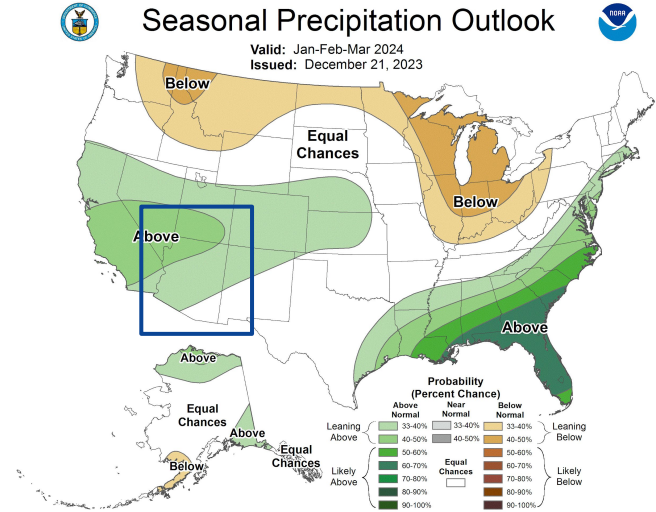 Seasonal Precipitation Outlook
NOAA
Valid: Jan-Feb-Mar 2024
Issued: December 21, 2023
Below
Equal
Chances
Below
Above
Above
Above
Equal
Chances
Above
Below
Equal
Chances
Probability
(Percent Chance)
Above
Normal
Near
Normal
Below
Normal
Leaning
Above
33-40%
33-40%
33-40%
Leaning
Below
40-50%
40-50%
40-50%
Likely
Above
50-60%
50-60%
Likely
Below
60-70%
60-70%
Equal
Chances
70-80%
70-80%
80-90%
80-90%
90-100%
90-100%